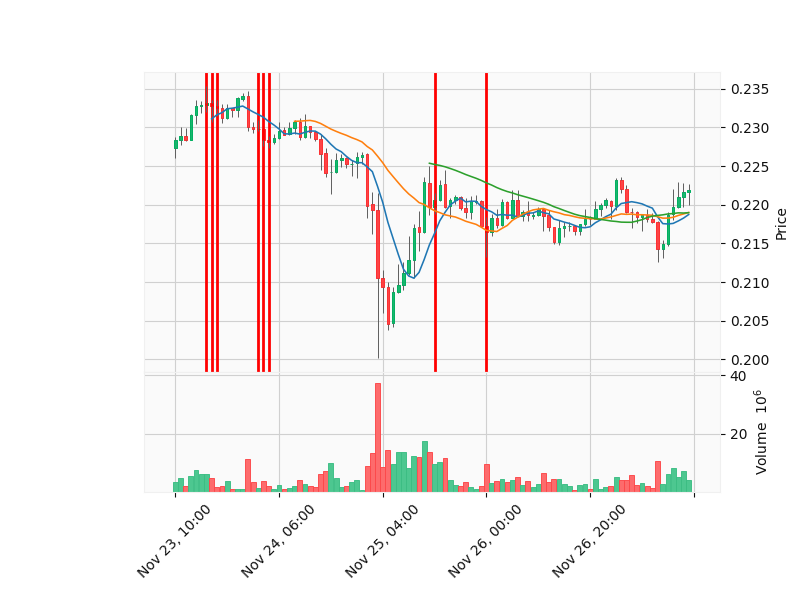 0.235
0.230
0.225
0.220
0.215
0.210
0.205
0.200
Price
40
20
Volume 10^6
Nov 23, 10:00
Nov 24, 06:00
Nov 25, 04:00
Nov 26, 00:00
Nov 26, 20:00